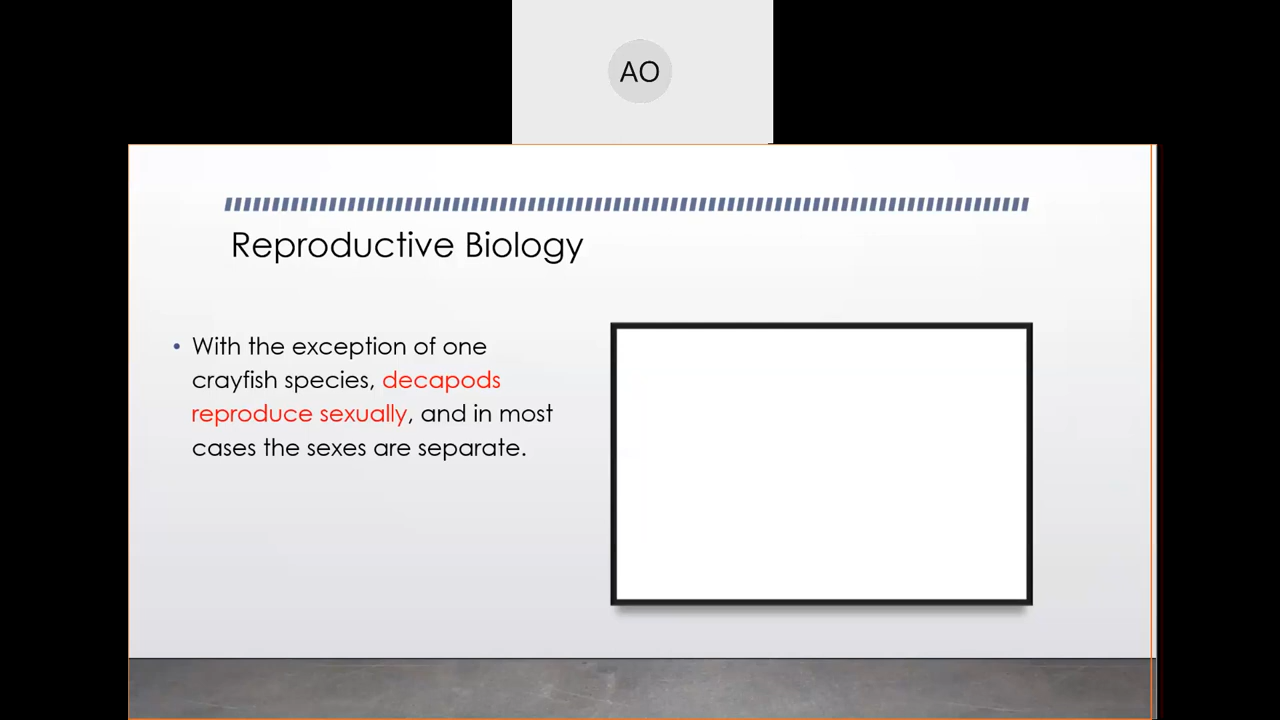 AO
Reproductive Biology
• With the exception of one
crayfish species, decapods
reproduce sexually, and in most
cases the sexes are separate.